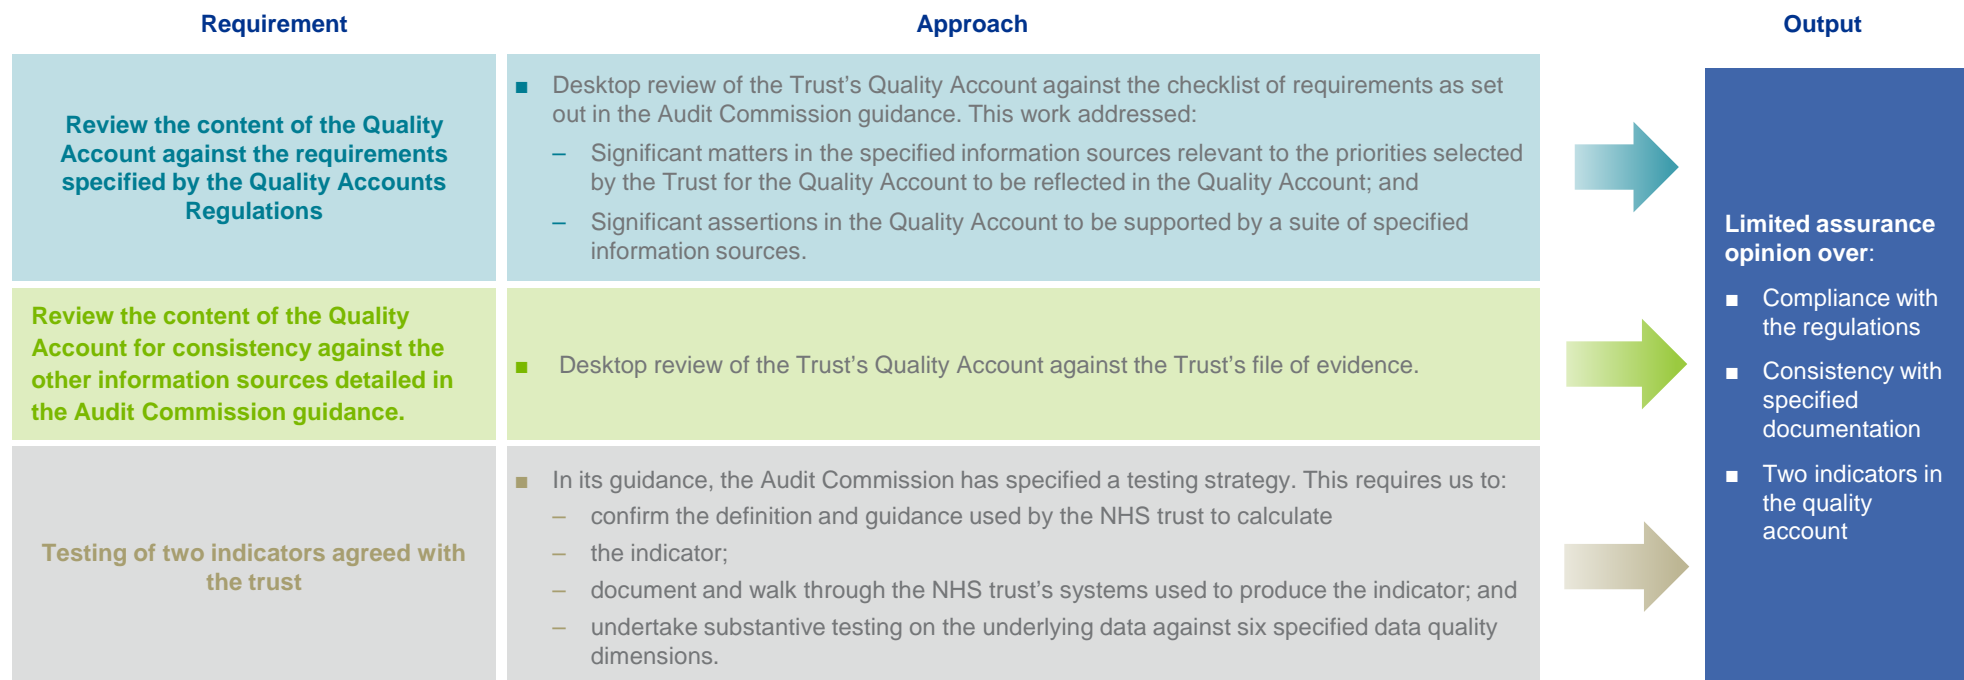 Requirement
Approach
Output
Review the content of the Quality
Account against the requirements
specified by the Quality Accounts
Regulations
■ Desktop review of the Trust’s Quality Account against the checklist of requirements as set
out in the Audit Commission guidance. This work addressed:
– Significant matters in the specified information sources relevant to the priorities selected
by the Trust for the Quality Account to be reflected in the Quality Account; and
– Significant assertions in the Quality Account to be supported by a suite of specified
information sources.
Review the content of the Quality
Account for consistency against the
other information sources detailed in
the Audit Commission guidance.
■ Desktop review of the Trust’s Quality Account against the Trust’s file of evidence.
Testing of two indicators agreed with
the trust
■ In its guidance, the Audit Commission has specified a testing strategy. This requires us to:
– confirm the definition and guidance used by the NHS trust to calculate
– the indicator;
– document and walk through the NHS trust’s systems used to produce the indicator; and
– undertake substantive testing on the underlying data against six specified data quality
dimensions.
Limited assurance
opinion over:
■ Compliance with
the regulations
■ Consistency with
specified
documentation
■ Two indicators in
the quality
account